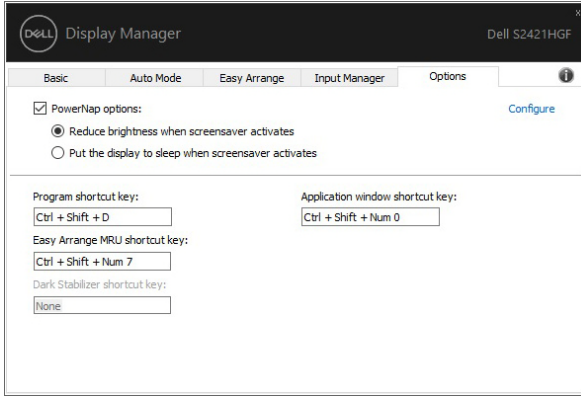 DELL Display Manager
Dell S2421HGF
Basic Auto Mode Easy Arrange Input Manager Options
PowerNap options: Configure
Reduce brightness when screensaver activates
Put the display to sleep when screensaver activates
Program shortcut key: Application window shortcut key:
Ctrl + Shift + D Ctrl + Shift + Num 0
Easy Arrange MRU shortcut key:
Ctrl + Shift + Num 7
Dark Stabilizer shortcut key:
None